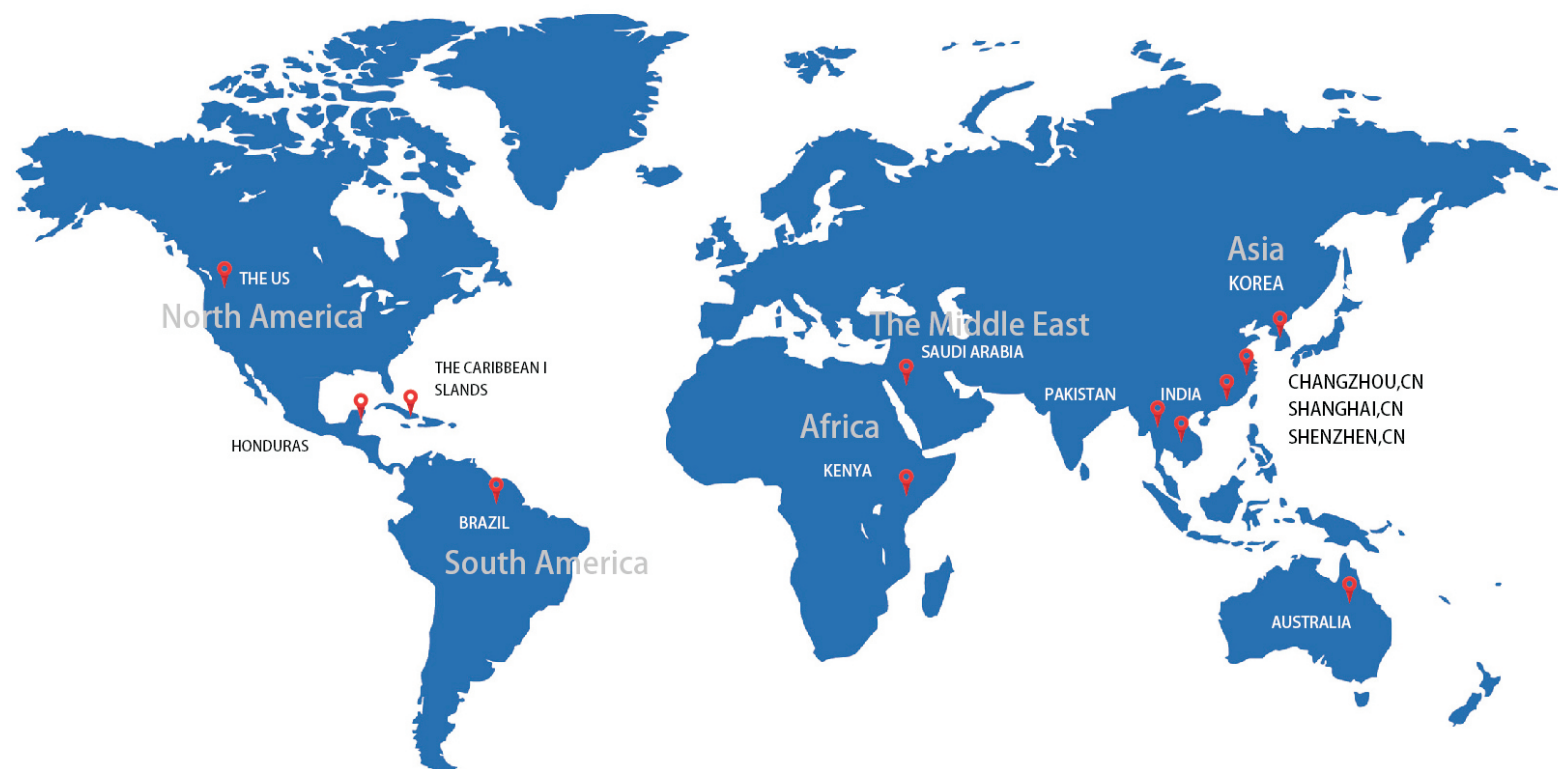 Asia
KOREA
THE US
North America
The Middle East
SAUDI ARABIA
THE CARIBBEAN I
SLANDS
CHANGZHOU,CN
SHANGHAI,CN
SHENZHEN,CN
PAKISTAN
INDIA
Africa
HONDURAS
KENYA
BRAZIL
South America
AUSTRALIA